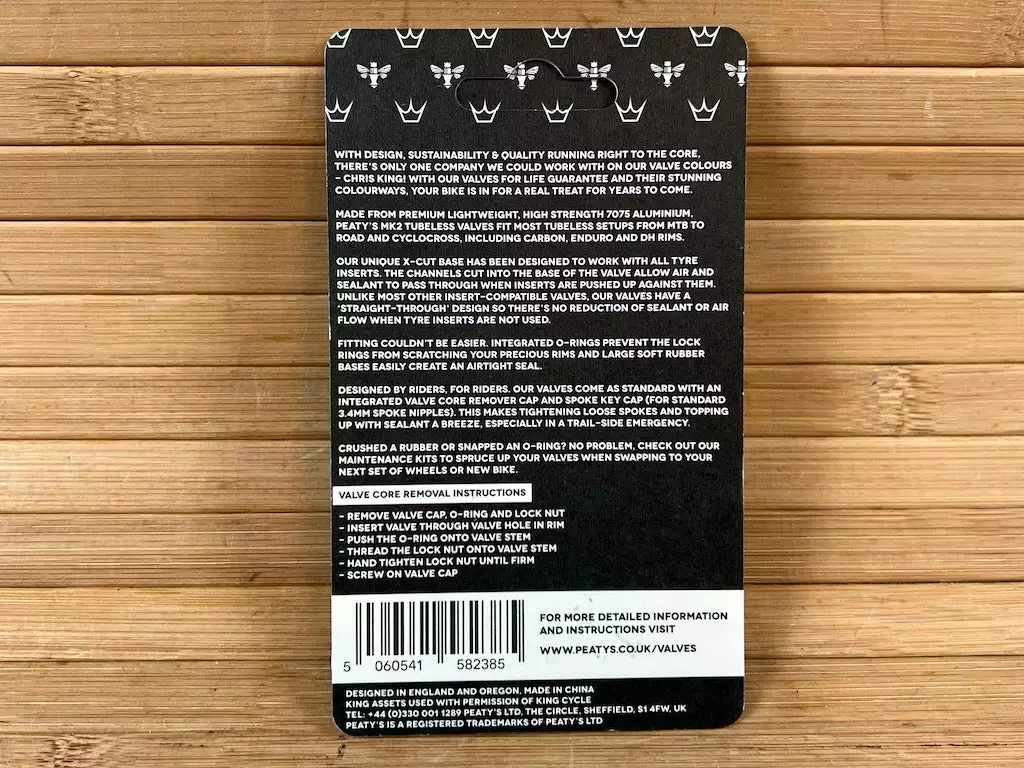 WITH DESIGN, SUSTAINABILITY & QUALITY RUNNING RIGHT TO THE CORE,
THERE'S ONLY ONE COMPANY WE COULD WORK WITH ON OUR VALVE COLOURS
– CHRIS KING! WITH OUR VALVES FOR LIFE GUARANTEE AND THEIR STUNNING
COLOURWAYS, YOUR BIKE IS IN FOR A REAL TREAT FOR YEARS TO COME.
MADE FROM PREMIUM LIGHTWEIGHT, HIGH STRENGTH 7075 ALUMINIUM,
PEATY'S MK2 TUBELESS VALVES FIT MOST TUBELESS SETUPS FROM MTB TO
ROAD AND CYCLOCROSS, INCLUDING CARBON, ENDURO AND DH RIMS.
OUR UNIQUE X-CUT BASE HAS BEEN DESIGNED TO WORK WITH ALL TYRE
INSERTS. THE CHANNELS CUT INTO THE BASE OF THE VALVE ALLOW AIR AND
SEALANT TO PASS THROUGH WHEN INSERTS ARE PUSHED UP AGAINST THEM.
UNLIKE MOST OTHER INSERT-COMPATIBLE VALVES, OUR VALVES HAVE A
'STRAIGHT-THROUGH' DESIGN SO THERE'S NO REDUCTION OF SEALANT OR AIR
FLOW WHEN TYRE INSERTS ARE NOT USED.
FITTING COULDN'T BE EASIER. INTEGRATED O-RINGS PREVENT THE LOCK
RINGS FROM SCRATCHING YOUR PRECIOUS RIMS AND LARGE SOFT RUBBER
BASES EASILY CREATE AN AIRTIGHT SEAL.
DESIGNED BY RIDERS. FOR RIDERS. OUR VALVES COME AS STANDARD WITH AN
INTEGRATED VALVE CORE REMOVER CAP AND SPOKE KEY CAP (FOR STANDARD
3.4MM SPOKE NIPPLES). THIS MAKES TIGHTENING LOOSE SPOKES AND TOPPING
UP WITH SEALANT A BREEZE, ESPECIALLY IN A TRAIL-SIDE EMERGENCY.
CRUSHED A RUBBER OR SNAPPED AN O-RING? NO PROBLEM, CHECK OUT OUR
MAINTENANCE KITS TO SPRUCE UP YOUR VALVES WHEN SWAPPING TO YOUR
NEXT SET OF WHEELS OR NEW BIKE.
VALVE CORE REMOVAL INSTRUCTIONS
– REMOVE VALVE CAP, O-RING AND LOCK NUT
– INSERT VALVE THROUGH VALVE HOLE IN RIM
– PUSH THE O-RING ONTO VALVE STEM
– THREAD THE LOCK NUT ONTO VALVE STEM
– HAND TIGHTEN LOCK NUT UNTIL FIRM
– SCREW ON VALVE CAP
5 060541 582385
FOR MORE DETAILED INFORMATION
AND INSTRUCTIONS VISIT
WWW.PEATYS.CO.UK/VALVES
DESIGNED IN ENGLAND AND OREGON, MADE IN CHINA
KING ASSETS USED WITH PERMISSION OF KING CYCLE
TEL: +44 (0)330 001 1289 PEATY'S LTD, THE CIRCLE, SHEFFIELD, S1 4FW, UK
PEATY'S IS A REGISTERED TRADEMARKS OF PEATY'S LTD